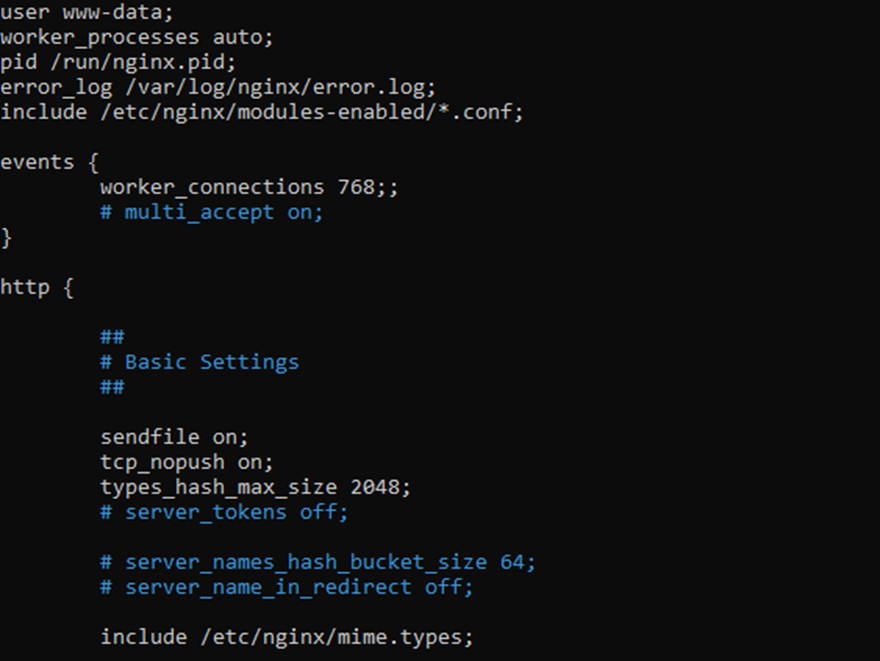 user www-data;
worker_processes auto;
pid /run/nginx.pid;
error_log /var/log/nginx/error.log;
include /etc/nginx/modules-enabled/*.conf;
events {
worker_connections 768;;
# multi_accept on;
}
http {
##
# Basic Settings
##
sendfile on;
tcp_nopush on;
types_hash_max_size 2048;
# server_tokens off;
# server_names_hash_bucket_size 64;
# server_name_in_redirect off;
include /etc/nginx/mime.types;